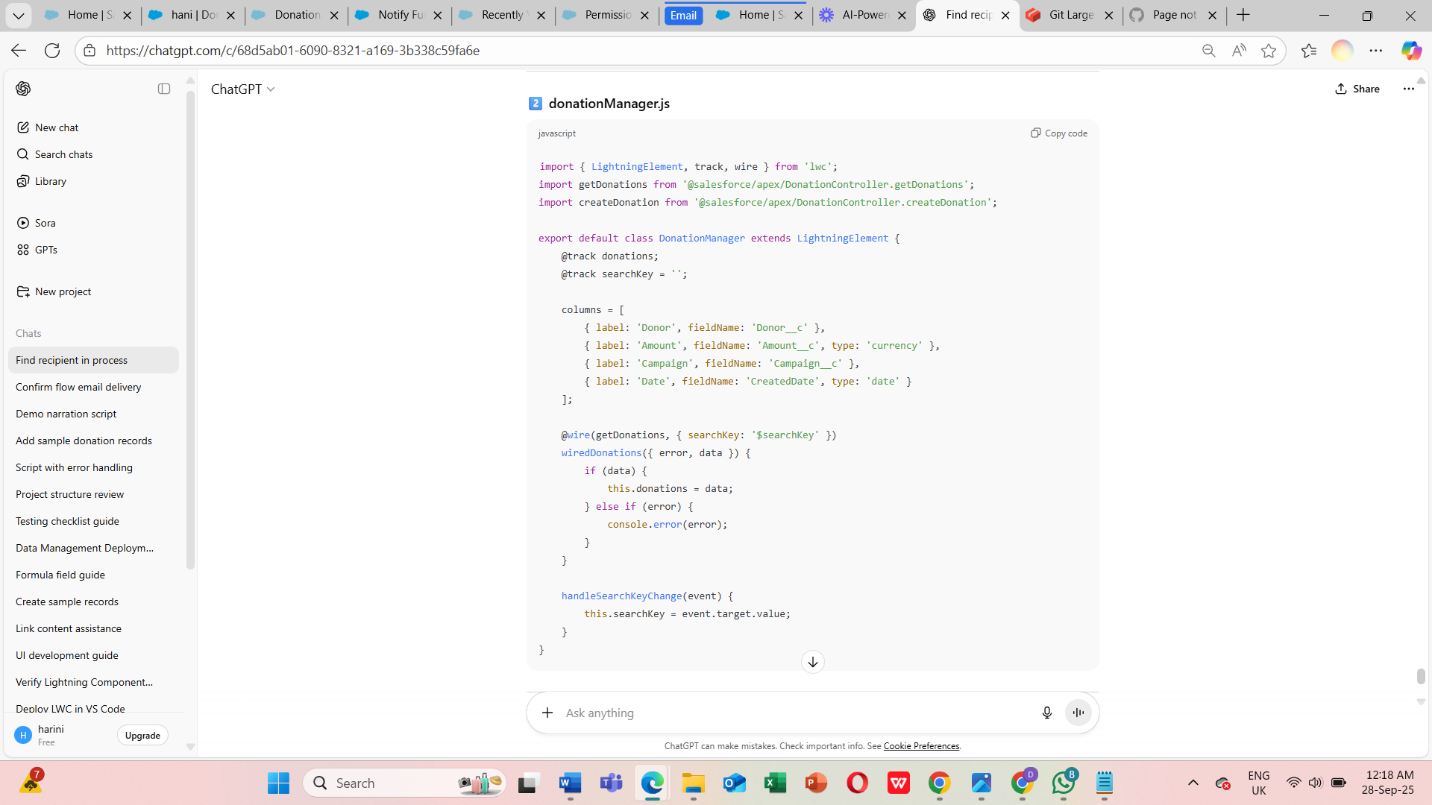 Home | S
hani | Do
Donation
Notify Fu
Recently
Permissio
Email
Home | S
AI-Power
Find recip
Git Large
Page not
https://chatgpt.com/c/68d5ab01-6090-8321-a169-3b338c59fa6e
ChatGPT
Share
New chat
Search chats
Library
Sora
GPTs
New project
Chats
Find recipient in process
Confirm flow email delivery
Demo narration script
Add sample donation records
Script with error handling
Project structure review
Testing checklist guide
Data Management Deploym...
Formula field guide
Create sample records
Link content assistance
UI development guide
Verify Lightning Component...
Deploy LWC in VS Code
H
harini
Free
Upgrade
2 donationManager.js
javascript
Copy code
import { LightningElement, track, wire } from 'lwc';
import getDonations from '@salesforce/apex/DonationController.getDonations';
import createDonation from '@salesforce/apex/DonationController.createDonation';
export default class DonationManager extends LightningElement {
@track donations;
@track searchKey = '';
columns = [
{ label: 'Donor', fieldName: 'Donor__c' },
{ label: 'Amount', fieldName: 'Amount__c', type: 'currency' },
{ label: 'Campaign', fieldName: 'Campaign__c' },
{ label: 'Date', fieldName: 'CreatedDate', type: 'date' }
];
@wire(getDonations, { searchKey: '$searchKey' })
wiredDonations({ error, data }) {
if (data) {
this.donations = data;
} else if (error) {
console.error(error);
}
}
handleSearchKeyChange(event) {
this.searchKey = event.target.value;
}
}
Ask anything
ChatGPT can make mistakes. Check important info. See Cookie Preferences.
7
Search
D
8
ENG
UK
12:18 AM
28-Sep-25